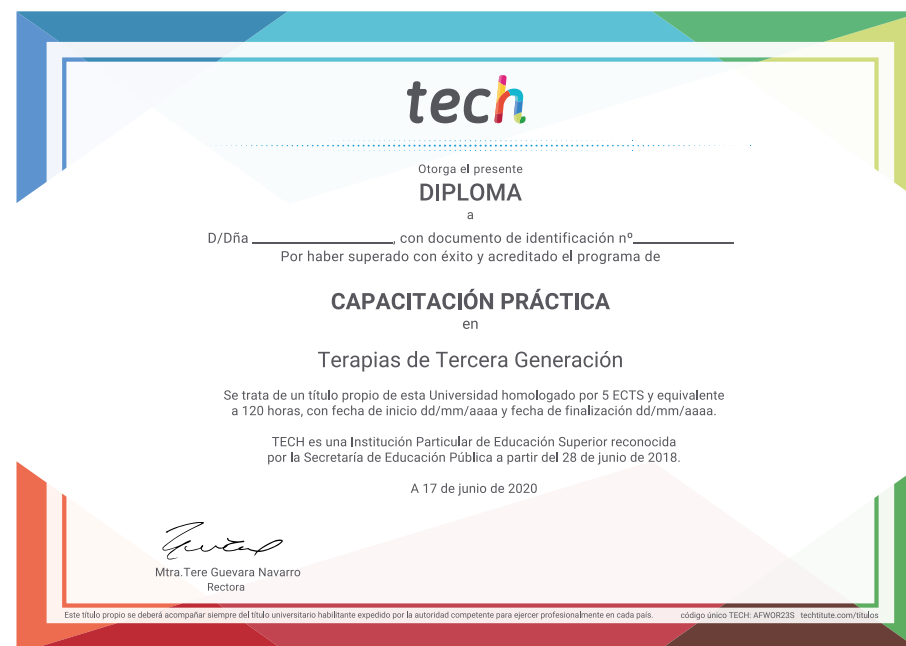 tech
Otorga el presente
DIPLOMA
a
D/Dña ____________________, con documento de identificación nº______________
Por haber superado con éxito y acreditado el programa de
CAPACITACIÓN PRÁCTICA
en
Terapias de Tercera Generación
Se trata de un título propio de esta Universidad homologado por 5 ECTS y equivalente
a 120 horas, con fecha de inicio dd/mm/aaaa y fecha de finalización dd/mm/aaaa.
TECH es una Institución Particular de Educación Superior reconocida
por la Secretaría de Educación Pública a partir del 28 de junio de 2018.
A 17 de junio de 2020
Mtra.Tere Guevara Navarro
Rectora
Este título propio se deberá acompañar siempre del título universitario habilitante expedido por la autoridad competente para ejercer profesionalmente en cada país. código único TECH: AFWOR23S techtitute.com/titulos